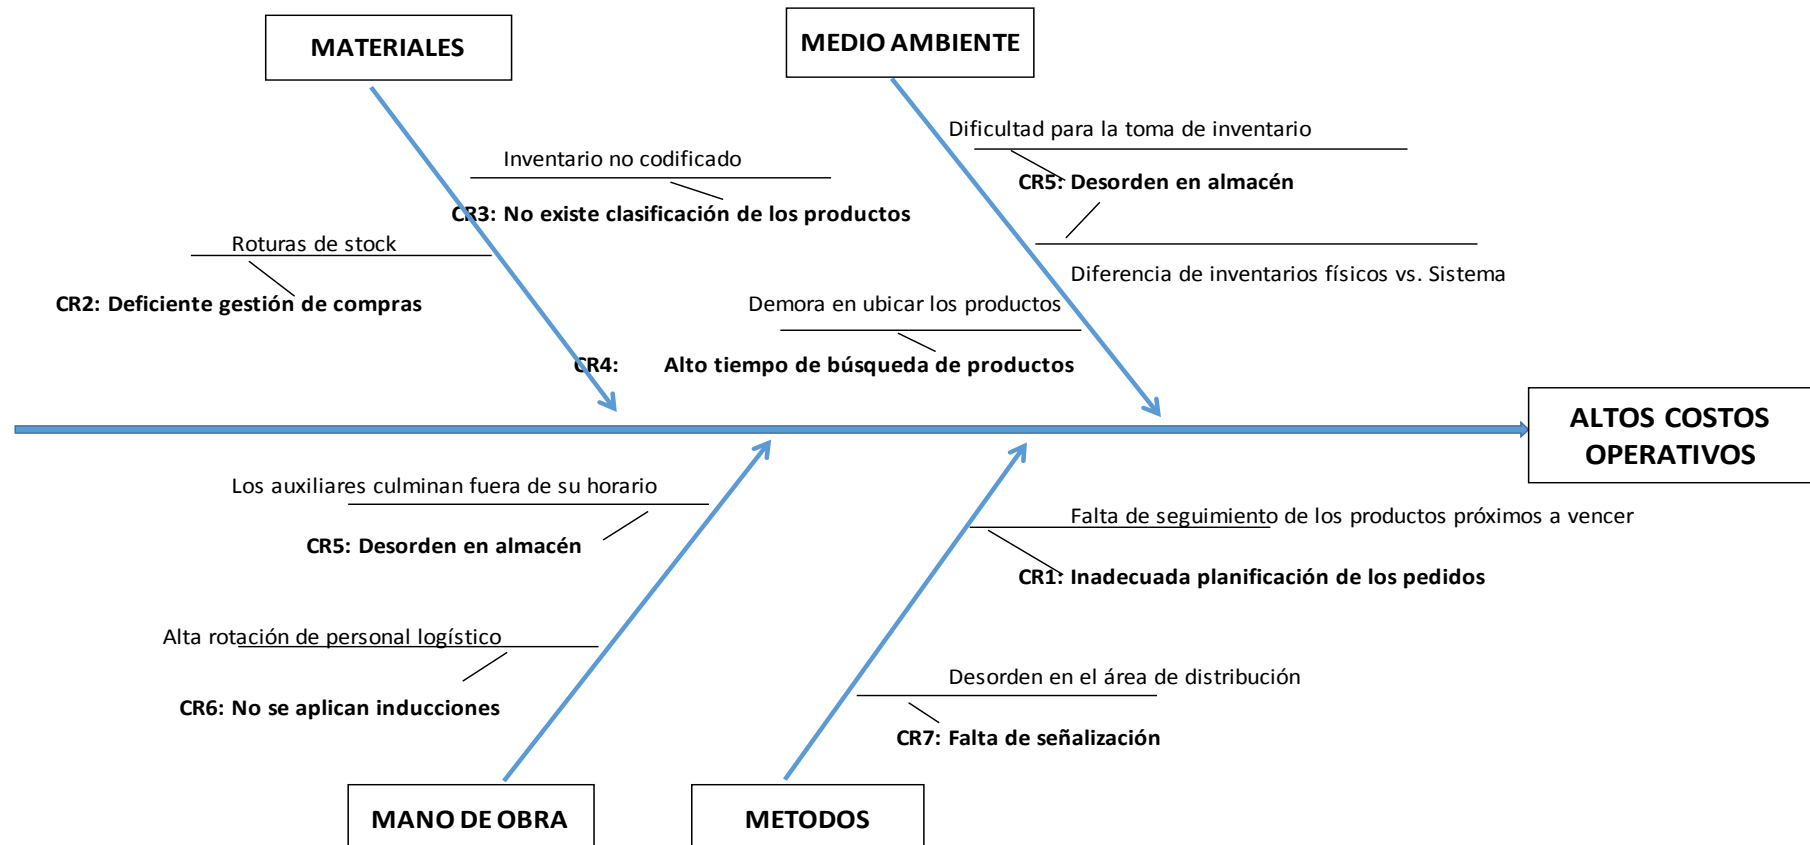 MATERIALES
MEDIO AMBIENTE
Dificultad para la toma de inventario
Inventario no codificado
CR5: Desorden en almacén
CR3: No existe clasificación de los productos
Roturas de stock
Diferencia de inventarios físicos vs. Sistema
CR2: Deficiente gestión de compras
Demora en ubicar los productos
CR4: Alto tiempo de búsqueda de productos
ALTOS COSTOS
OPERATIVOS
Los auxiliares culminan fuera de su horario
Falta de seguimiento de los productos próximos a vencer
CR5: Desorden en almacén
CR1: Inadecuada planificación de los pedidos
Alta rotación de personal logístico
Desorden en el área de distribución
CR6: No se aplican inducciones
CR7: Falta de señalización
MANO DE OBRA
METODOS